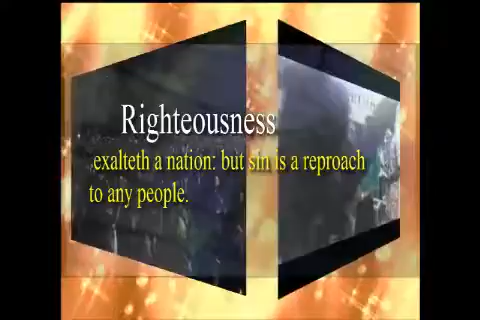 Righteousness
exalteth a nation: but sin is a reproach
to any people.